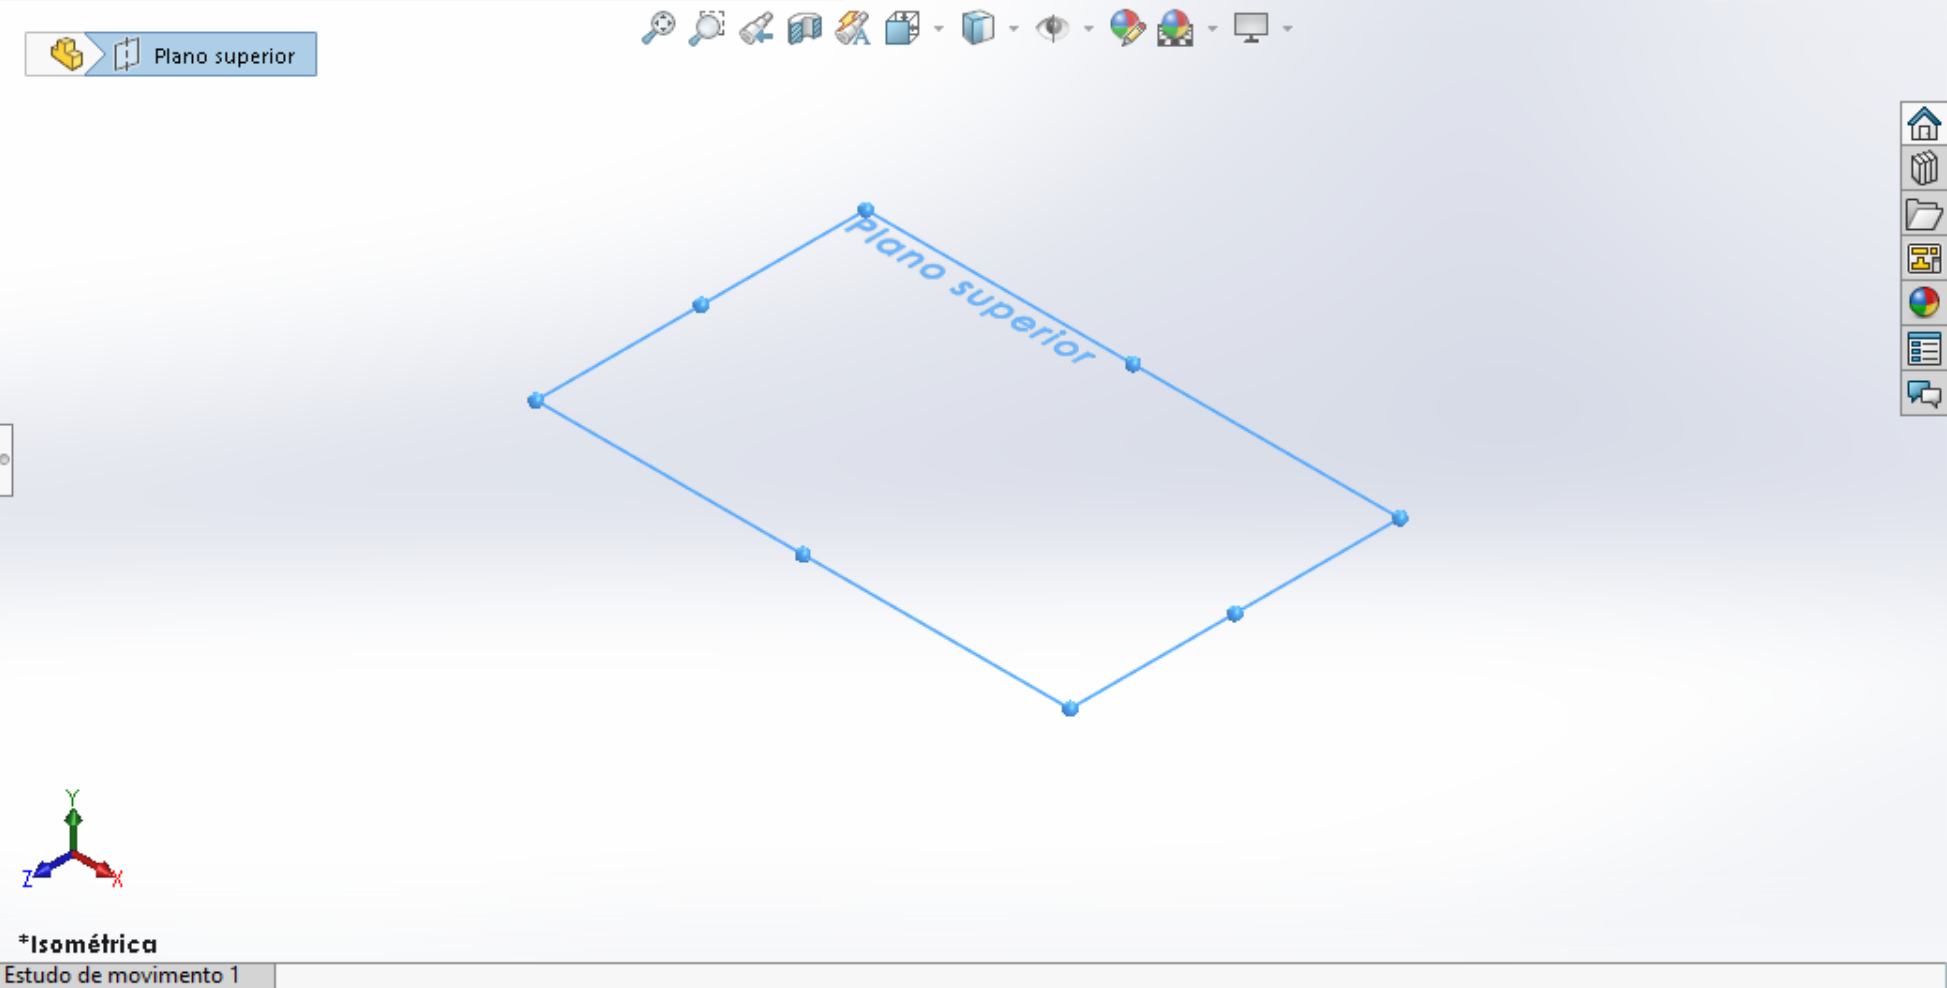 Plano superior
Plano superior
Y
Z
X
*Isométrica
Estudo de movimento 1